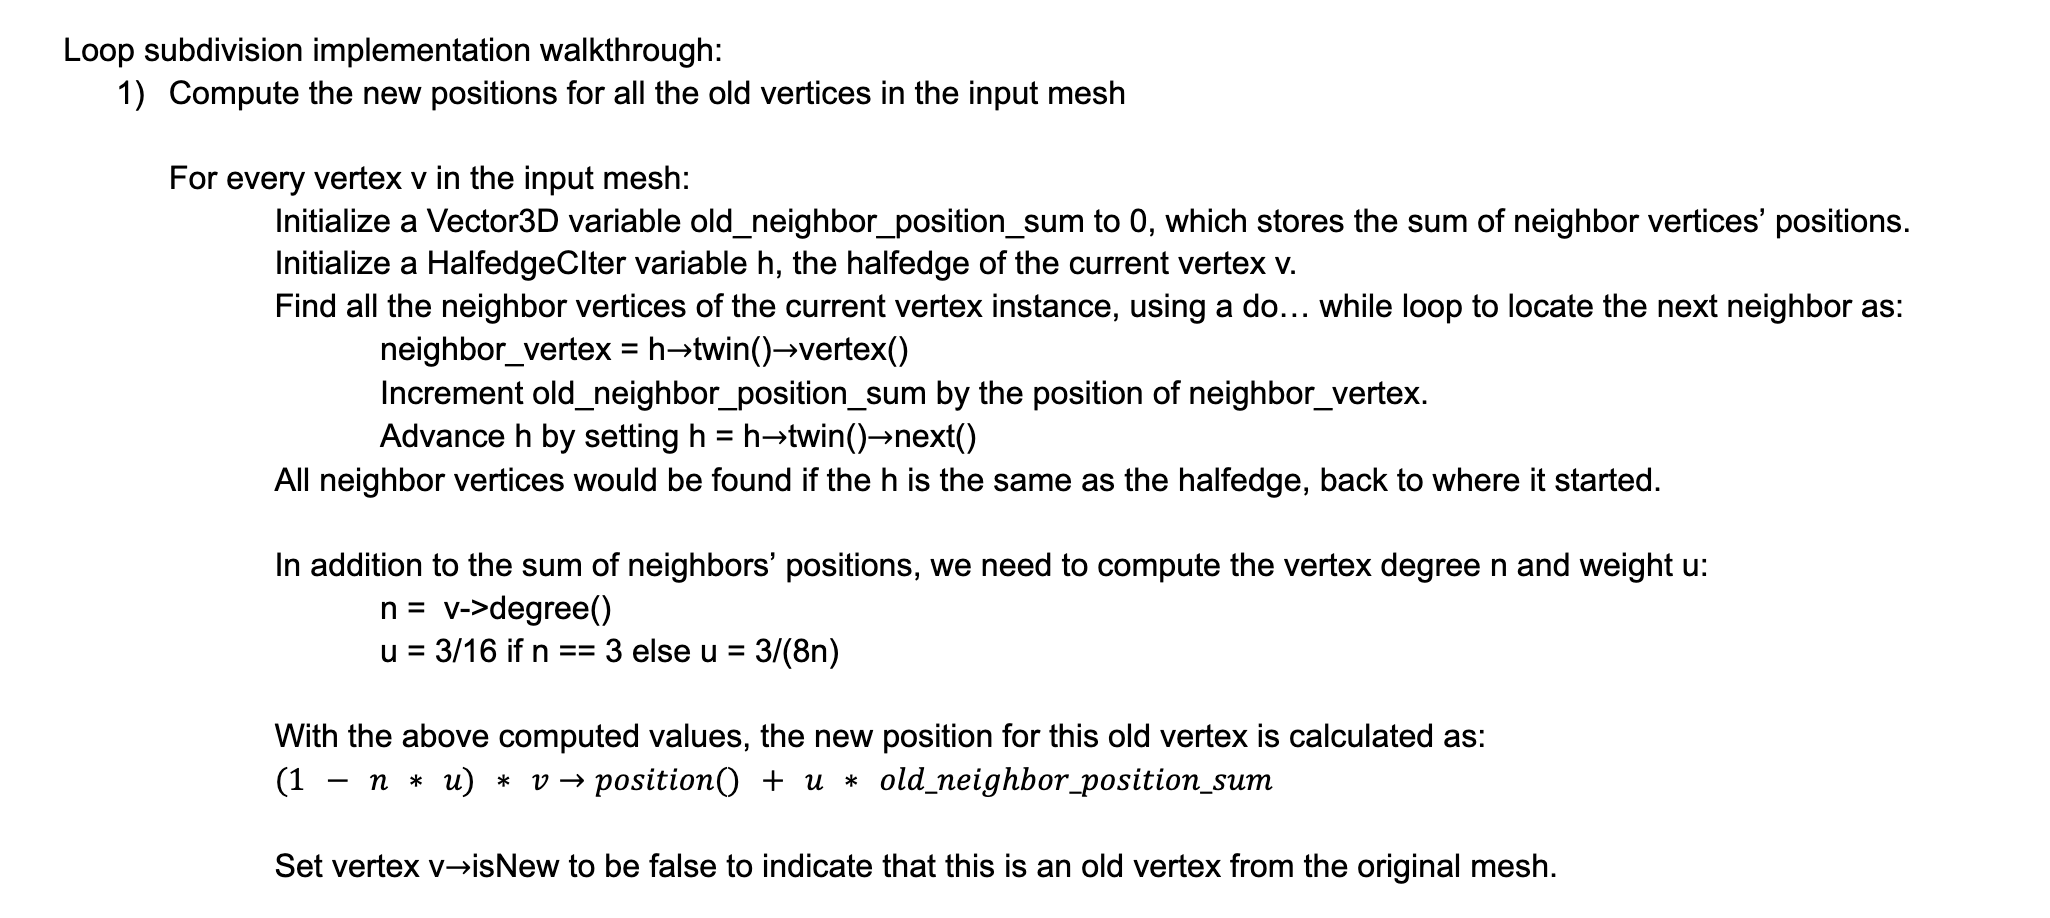 Loop subdivision implementation walkthrough:
1) Compute the new positions for all the old vertices in the input mesh
For every vertex v in the input mesh:
Initialize a Vector3D variable old_neighbor_position_sum to 0, which stores the sum of neighbor vertices’ positions.
Initialize a HalfedgeCIter variable h, the halfedge of the current vertex v.
Find all the neighbor vertices of the current vertex instance, using a do… while loop to locate the next neighbor as:
neighbor_vertex = h→twin()→vertex()
Increment old_neighbor_position_sum by the position of neighbor_vertex.
Advance h by setting h = h→twin()→next()
All neighbor vertices would be found if the h is the same as the halfedge, back to where it started.
In addition to the sum of neighbors’ positions, we need to compute the vertex degree n and weight u:
n = v->degree()
u = 3/16 if n == 3 else u = 3/(8n)
With the above computed values, the new position for this old vertex is calculated as:
(1 − n * u) * v → position() + u * old_neighbor_position_sum
Set vertex v→isNew to be false to indicate that this is an old vertex from the original mesh.